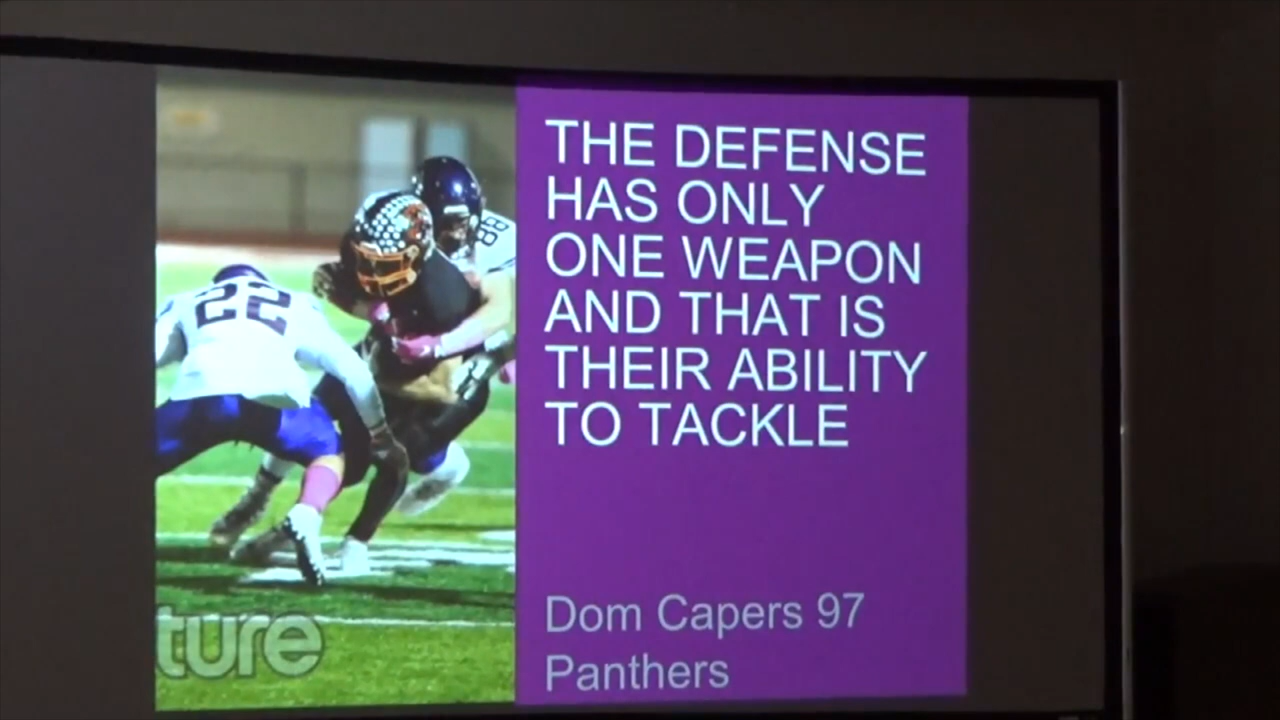 THE DEFENSE
HAS ONLY
ONE WEAPON
AND THAT IS
THEIR ABILITY
TO TACKLE
Dom Capers 97
Panthers
22
88
ture